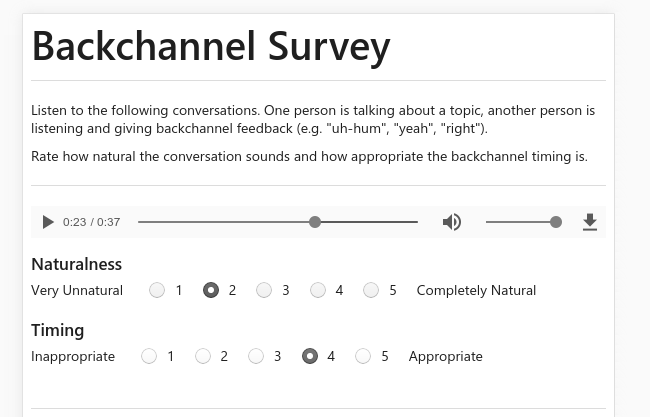 Backchannel Survey
Listen to the following conversations. One person is talking about a topic, another person is
listening and giving backchannel feedback (e.g. "uh-hum", "yeah", "right").
Rate how natural the conversation sounds and how appropriate the backchannel timing is.
0:23 / 0:37
Naturalness
Very Unnatural 1 2 3 4 5 Completely Natural
Timing
Inappropriate 1 2 3 4 5 Appropriate